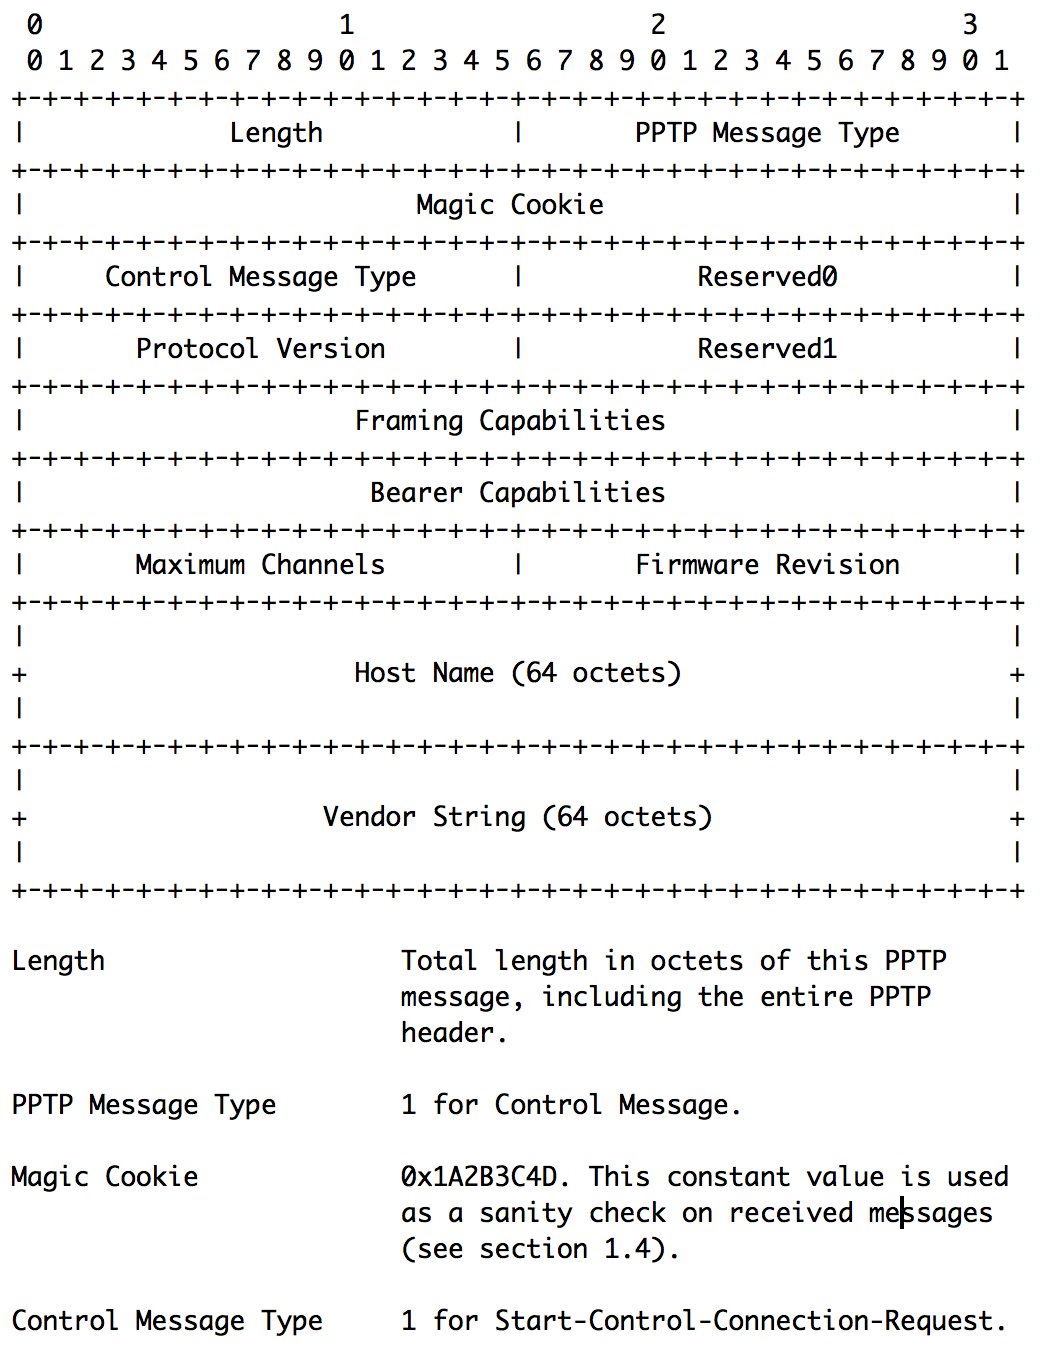 0                   1                   2                   3
 0 1 2 3 4 5 6 7 8 9 0 1 2 3 4 5 6 7 8 9 0 1 2 3 4 5 6 7 8 9 0 1
+-+-+-+-+-+-+-+-+-+-+-+-+-+-+-+-+-+-+-+-+-+-+-+-+-+-+-+-+-+-+-+-+
|             Length            |       PPTP Message Type       |
+-+-+-+-+-+-+-+-+-+-+-+-+-+-+-+-+-+-+-+-+-+-+-+-+-+-+-+-+-+-+-+-+
|                         Magic Cookie                          |
+-+-+-+-+-+-+-+-+-+-+-+-+-+-+-+-+-+-+-+-+-+-+-+-+-+-+-+-+-+-+-+-+
|     Control Message Type      |           Reserved0           |
+-+-+-+-+-+-+-+-+-+-+-+-+-+-+-+-+-+-+-+-+-+-+-+-+-+-+-+-+-+-+-+-+
|       Protocol Version        |           Reserved1           |
+-+-+-+-+-+-+-+-+-+-+-+-+-+-+-+-+-+-+-+-+-+-+-+-+-+-+-+-+-+-+-+-+
|                     Framing Capabilities                      |
+-+-+-+-+-+-+-+-+-+-+-+-+-+-+-+-+-+-+-+-+-+-+-+-+-+-+-+-+-+-+-+-+
|                      Bearer Capabilities                      |
+-+-+-+-+-+-+-+-+-+-+-+-+-+-+-+-+-+-+-+-+-+-+-+-+-+-+-+-+-+-+-+-+
|       Maximum Channels        |       Firmware Revision       |
+-+-+-+-+-+-+-+-+-+-+-+-+-+-+-+-+-+-+-+-+-+-+-+-+-+-+-+-+-+-+-+-+
|                                                               |
+                     Host Name (64 octets)                     +
|                                                               |
+-+-+-+-+-+-+-+-+-+-+-+-+-+-+-+-+-+-+-+-+-+-+-+-+-+-+-+-+-+-+-+-+
|                                                               |
+                   Vendor String (64 octets)                   +
|                                                               |
+-+-+-+-+-+-+-+-+-+-+-+-+-+-+-+-+-+-+-+-+-+-+-+-+-+-+-+-+-+-+-+-+
Length                   Total length in octets of this PPTP
                         message, including the entire PPTP
                         header.
PPTP Message Type        1 for Control Message.
Magic Cookie             0x1A2B3C4D. This constant value is used
                         as a sanity check on received messages
                         (see section 1.4).
Control Message Type     1 for Start-Control-Connection-Request.